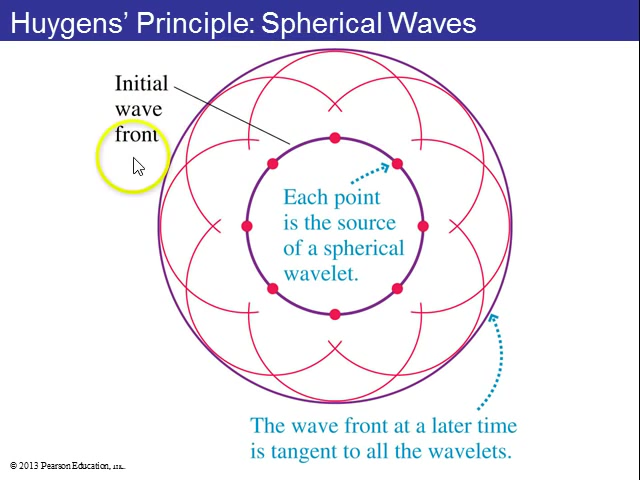 Huygens' Principle: Spherical Waves
Initial
wave
front
Each point
is the source
of a spherical
wavelet.
The wave front at a later time
is tangent to all the wavelets.
© 2013 Pearson Education, Inc.